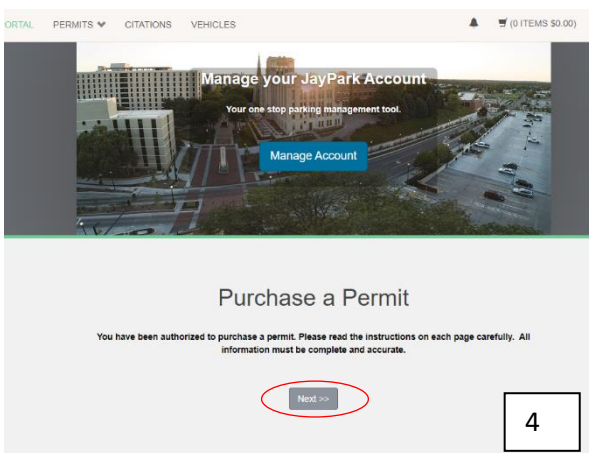 ORTAL PERMITS CITATIONS VEHICLES (0 ITEMS $0.00)
Manage your JayPark Account
Your one stop parking management tool.
Manage Account
Purchase a Permit
You have been authorized to purchase a permit. Please read the instructions on each page carefully. All
information must be complete and accurate.
Next >>
4